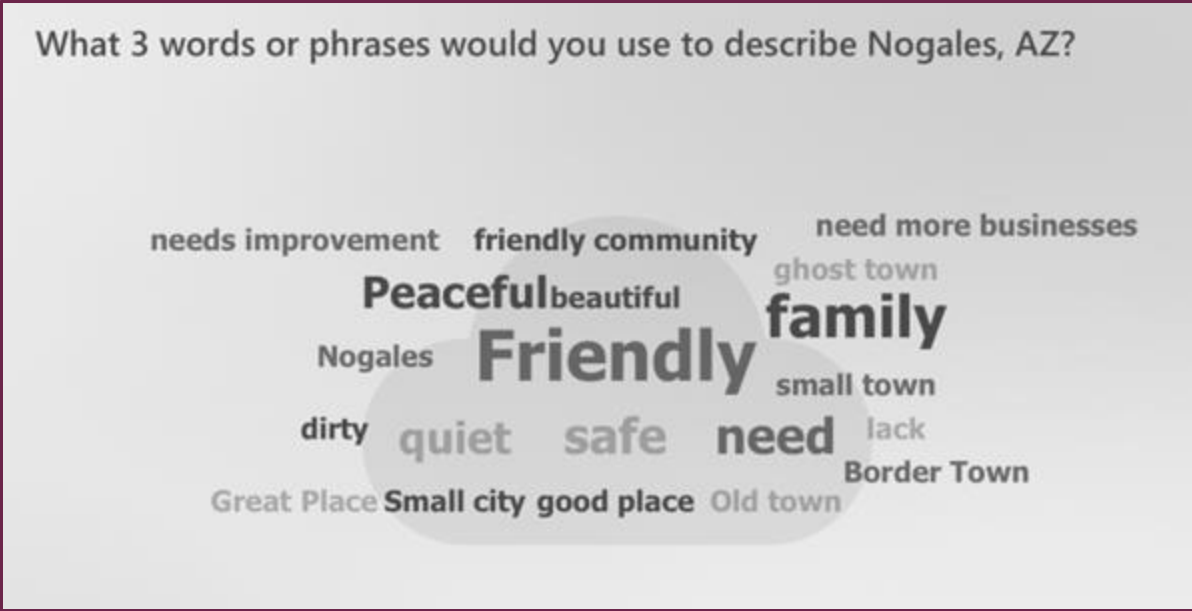 What 3 words or phrases would you use to describe Nogales, AZ?
need more businesses
needs improvement friendly community
ghost town
Peaceful beautiful
family
Nogales Friendly
small town
dirty quiet safe need lack
Border Town
Great Place Small city good place Old town